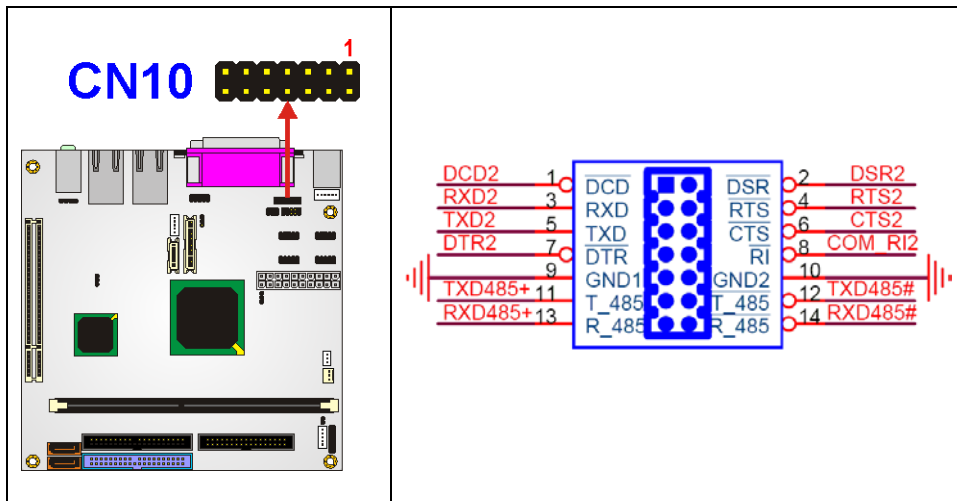 1
CN10
DCD2 1 DCD DSR 2 DSR2
RXD2 3 RXD RTS 4 RTS2
TXD2 5 TXD CTS 6 CTS2
DTR2 7 DTR RI 8 COM_RI2
9 GND1 GND2 10
TXD485+ 11 T_485 T_485 12 TXD485#
RXD485+ 13 R_485 R_485 14 RXD485#